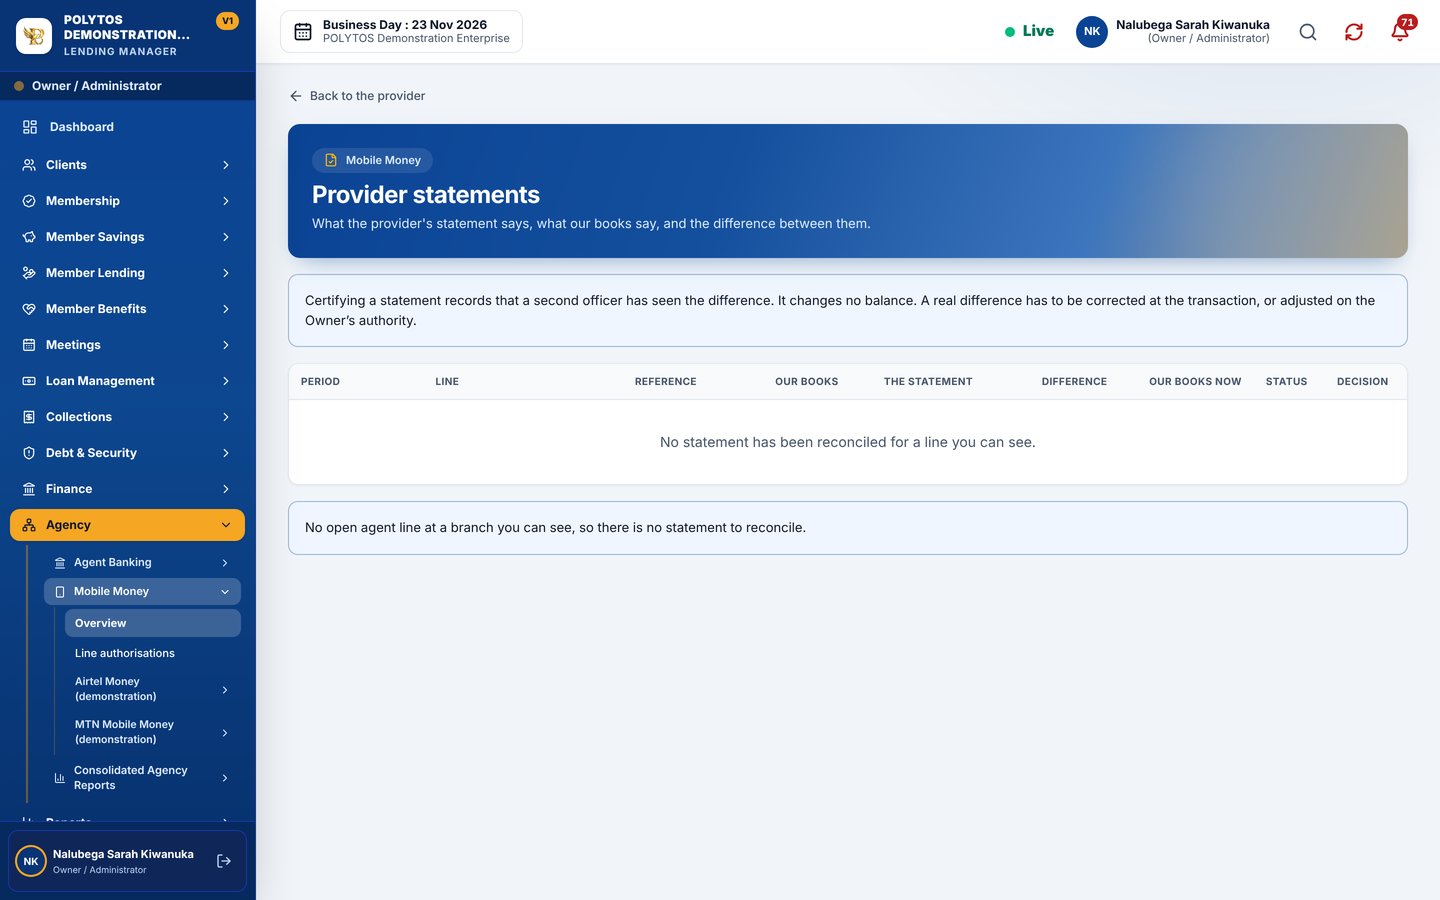 POLYTOS
DEMONSTRATION...
LENDING MANAGER
V1
Owner / Administrator
Dashboard
Clients
Membership
Member Savings
Member Lending
Member Benefits
Meetings
Loan Management
Collections
Debt & Security
Finance
Agency
Agent Banking
Mobile Money
Overview
Line authorisations
Airtel Money
(demonstration)
MTN Mobile Money
(demonstration)
Consolidated Agency
Reports
Reports
NK
Nalubega Sarah Kiwanuka
Owner / Administrator
Business Day : 23 Nov 2026
POLYTOS Demonstration Enterprise
Live
NK
Nalubega Sarah Kiwanuka
(Owner / Administrator)
71
Back to the provider
Mobile Money
Provider statements
What the provider's statement says, what our books say, and the difference between them.
Certifying a statement records that a second officer has seen the difference. It changes no balance. A real difference has to be corrected at the transaction, or adjusted on the
Owner’s authority.
PERIOD LINE REFERENCE OUR BOOKS THE STATEMENT DIFFERENCE OUR BOOKS NOW STATUS DECISION
No statement has been reconciled for a line you can see.
No open agent line at a branch you can see, so there is no statement to reconcile.